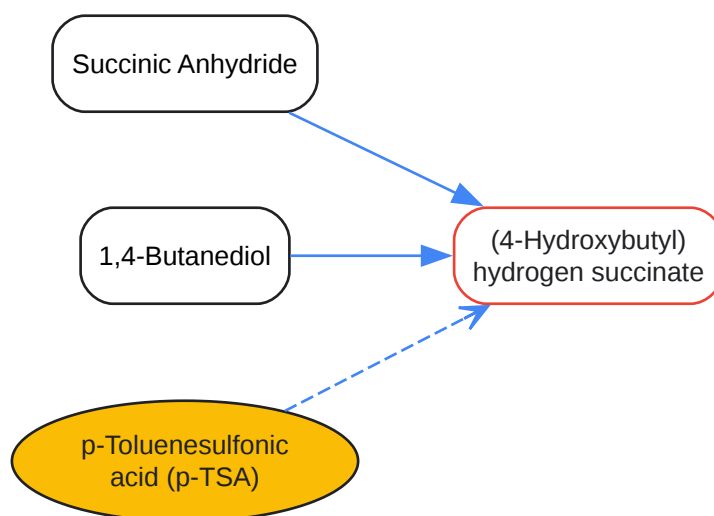 Succinic Anhydride
1,4-Butanediol
(4-Hydroxybutyl)
hydrogen succinate
p-Toluenesulfonic
acid (p-TSA)